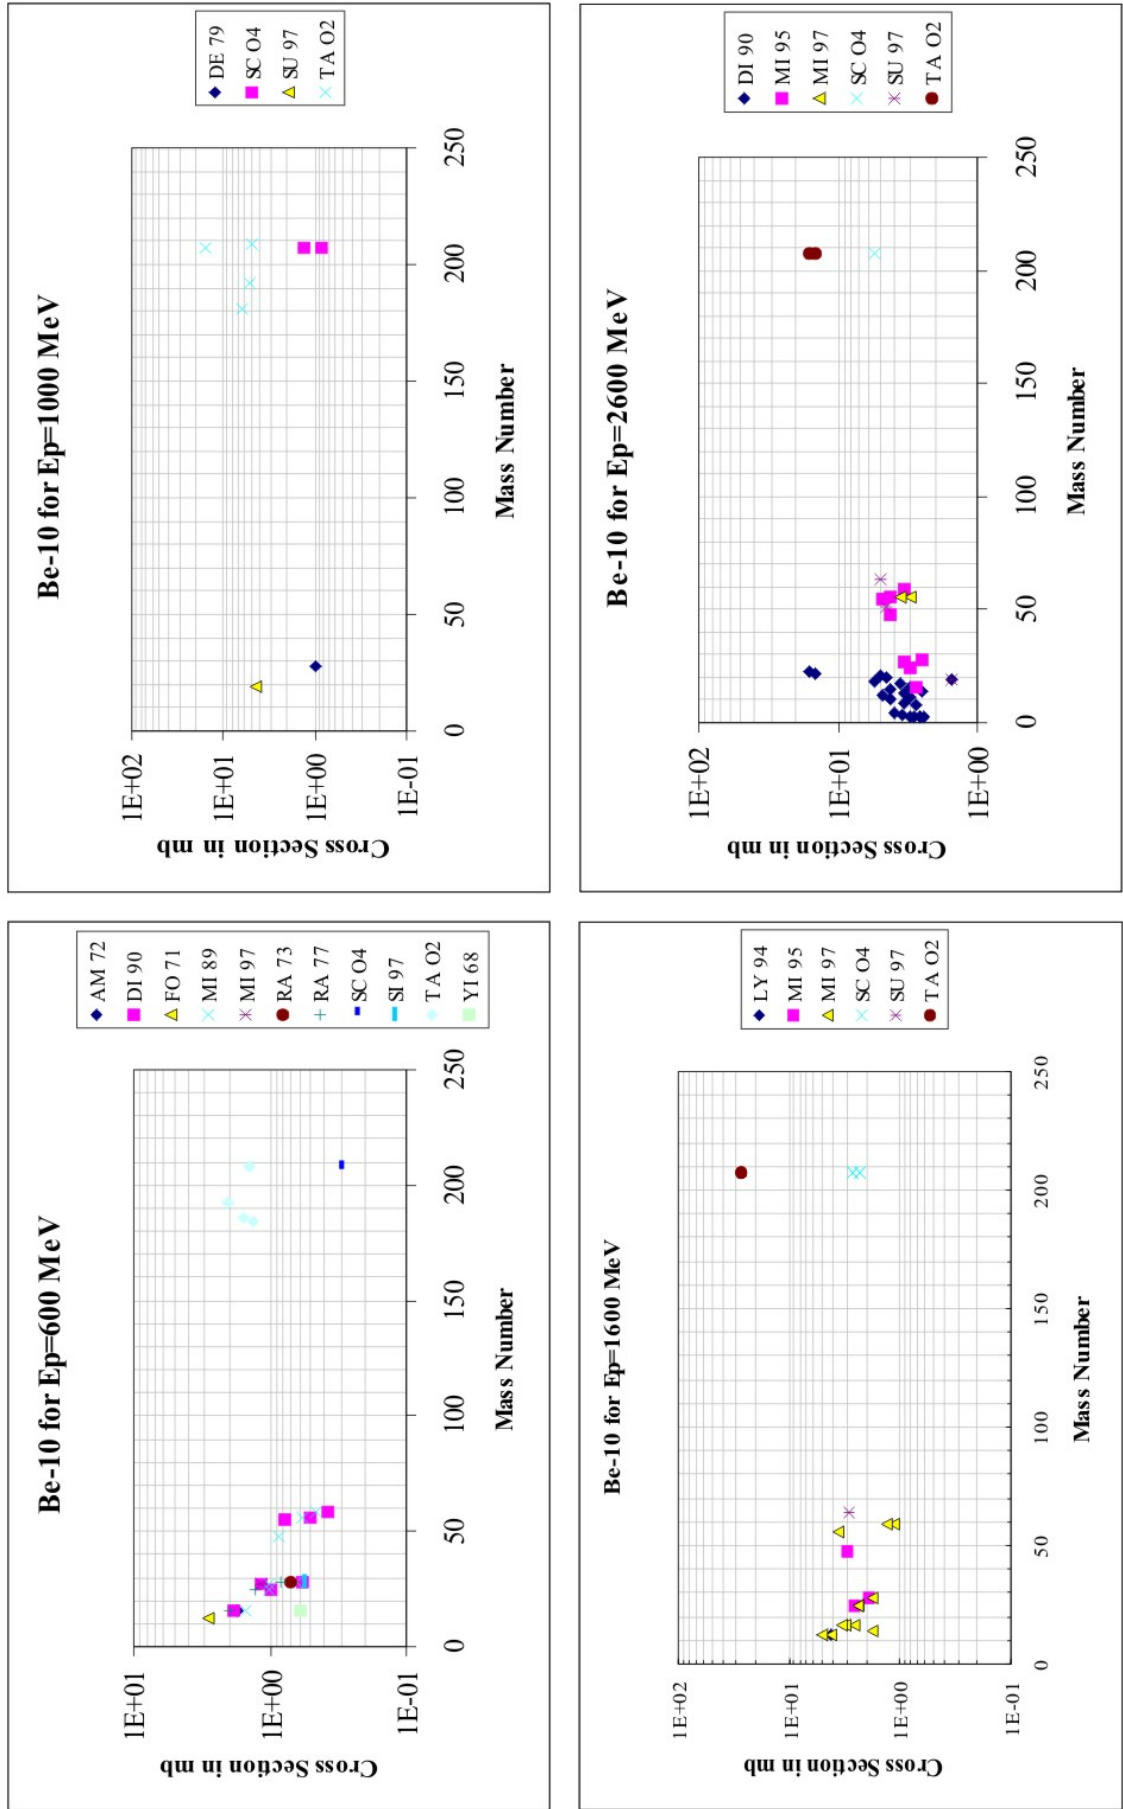 Be-10 for Ep=600 MeV
Cross Section in mb
1E+01
1E+00
1E-01
0
50
100
150
200
250
Mass Number
AM 72
DI 90
FO 71
MI 89
MI 97
RA 73
RA 77
SC O4
SI 97
TA O2
YI 68
Be-10 for Ep=1000 MeV
Cross Section in mb
1E+02
1E+01
1E+00
1E-01
0
50
100
150
200
250
Mass Number
DE 79
SC O4
SU 97
TA O2
Be-10 for Ep=1600 MeV
Cross Section in mb
1E+02
1E+01
1E+00
1E-01
0
50
100
150
200
250
Mass Number
LY 94
MI 95
MI 97
SC O4
SU 97
TA O2
Be-10 for Ep=2600 MeV
Cross Section in mb
1E+02
1E+01
1E+00
0
50
100
150
200
250
Mass Number
DI 90
MI 95
MI 97
SC O4
SU 97
TA O2